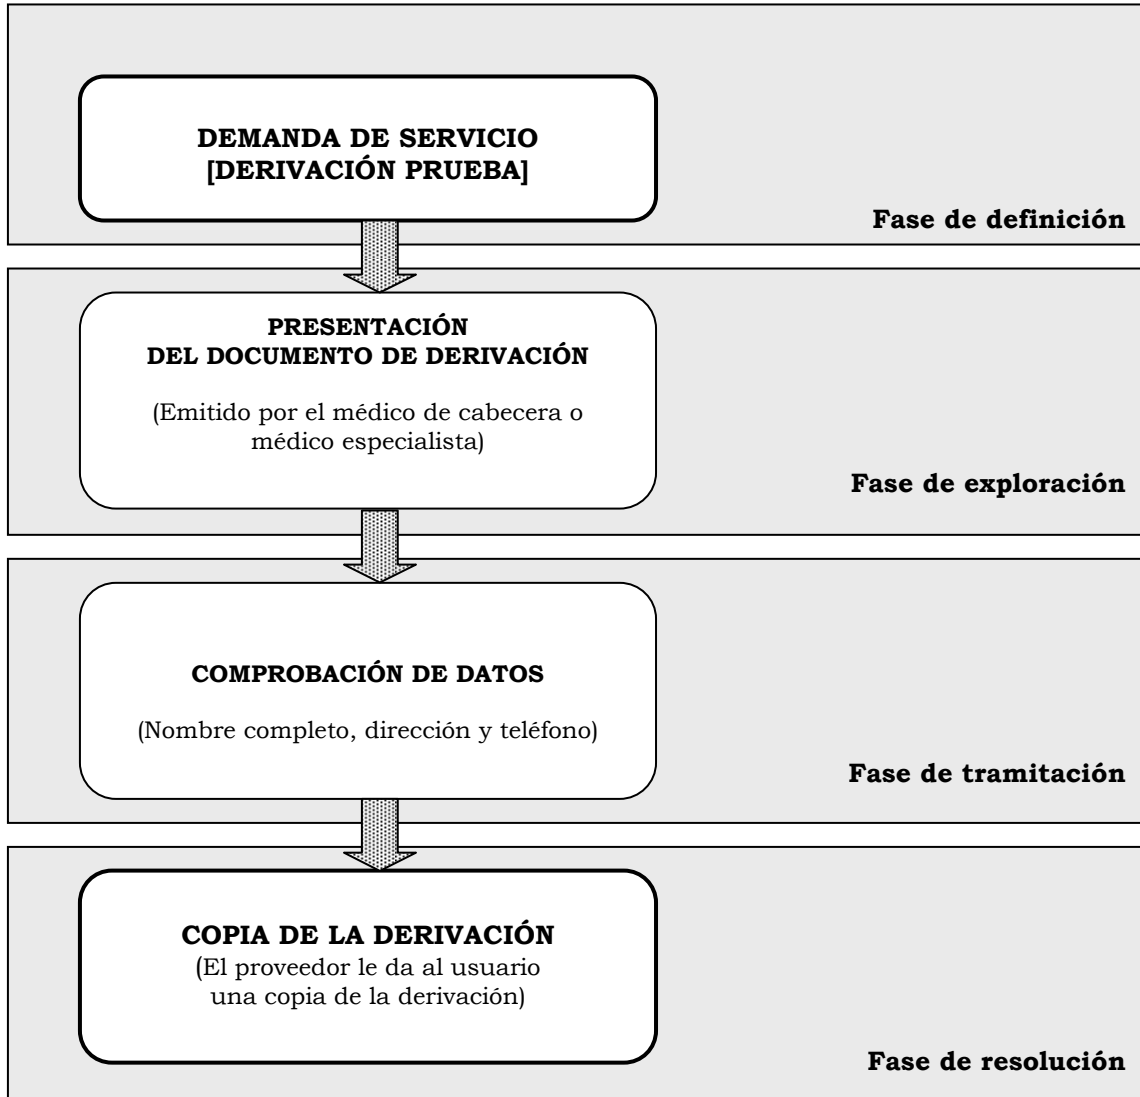 DEMANDA DE SERVICIO
[DERIVACIÓN PRUEBA]
Fase de definición
PRESENTACIÓN
DEL DOCUMENTO DE DERIVACIÓN
(Emitido por el médico de cabecera o
médico especialista)
Fase de exploración
COMPROBACIÓN DE DATOS
(Nombre completo, dirección y teléfono)
Fase de tramitación
COPIA DE LA DERIVACIÓN
(El proveedor le da al usuario
una copia de la derivación)
Fase de resolución